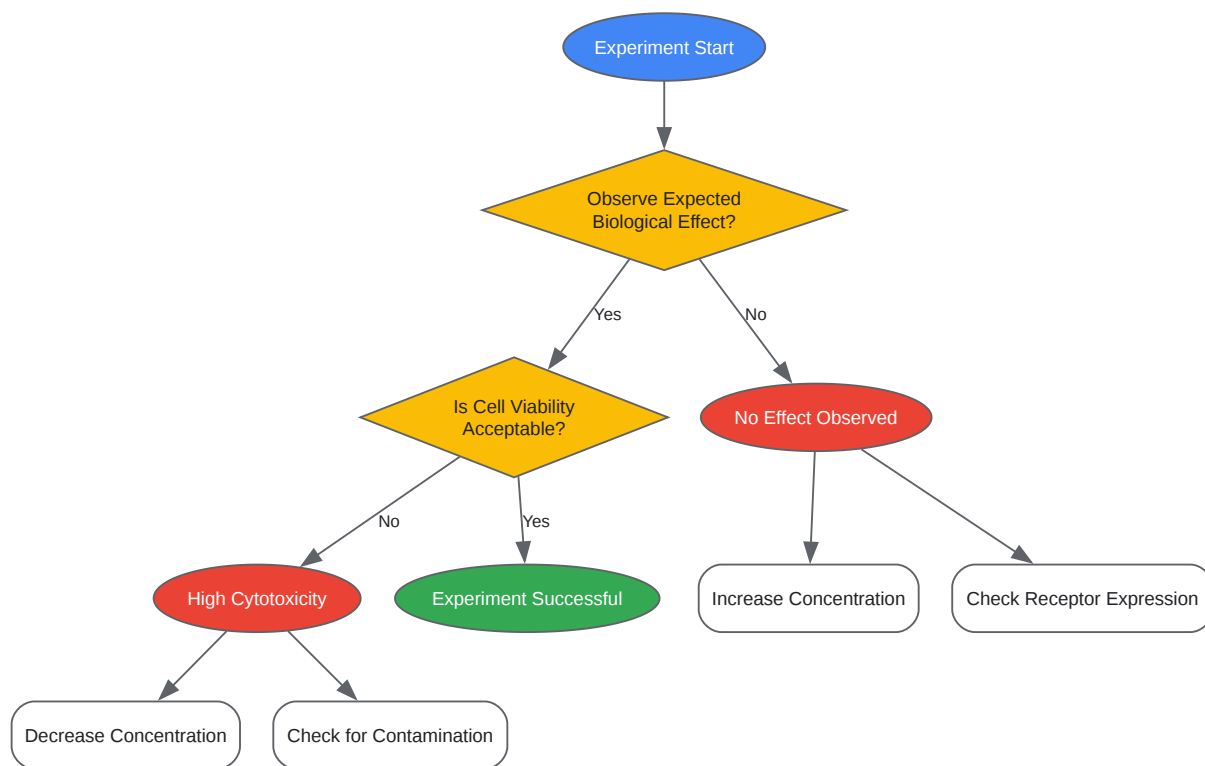 Experiment Start
Observe Expected
Biological Effect?
Yes
No
Is Cell Viability
Acceptable?
No Effect Observed
No
Yes
High Cytotoxicity
Experiment Successful
Increase Concentration
Check Receptor Expression
Decrease Concentration
Check for Contamination